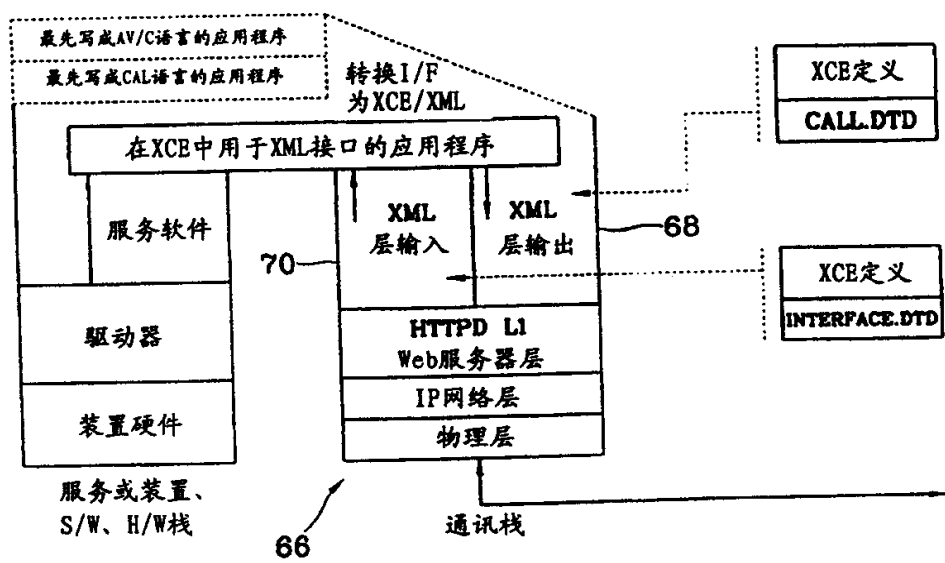 最先写成AV/C语言的应用程序
最先写成CAL语言的应用程序
转换I/F
为XCE/XML
XCE定义
CALL.DTD
在XCE中用于XML接口的应用程序
服务软件
XML
层输入
XML
层输出
68
70
XCE定义
INTERFACE.DTD
驱动器
HTTPD L1
Web服务器层
IP网络层
装置硬件
物理层
服务或装置、
S/W、H/W栈
66
通讯栈